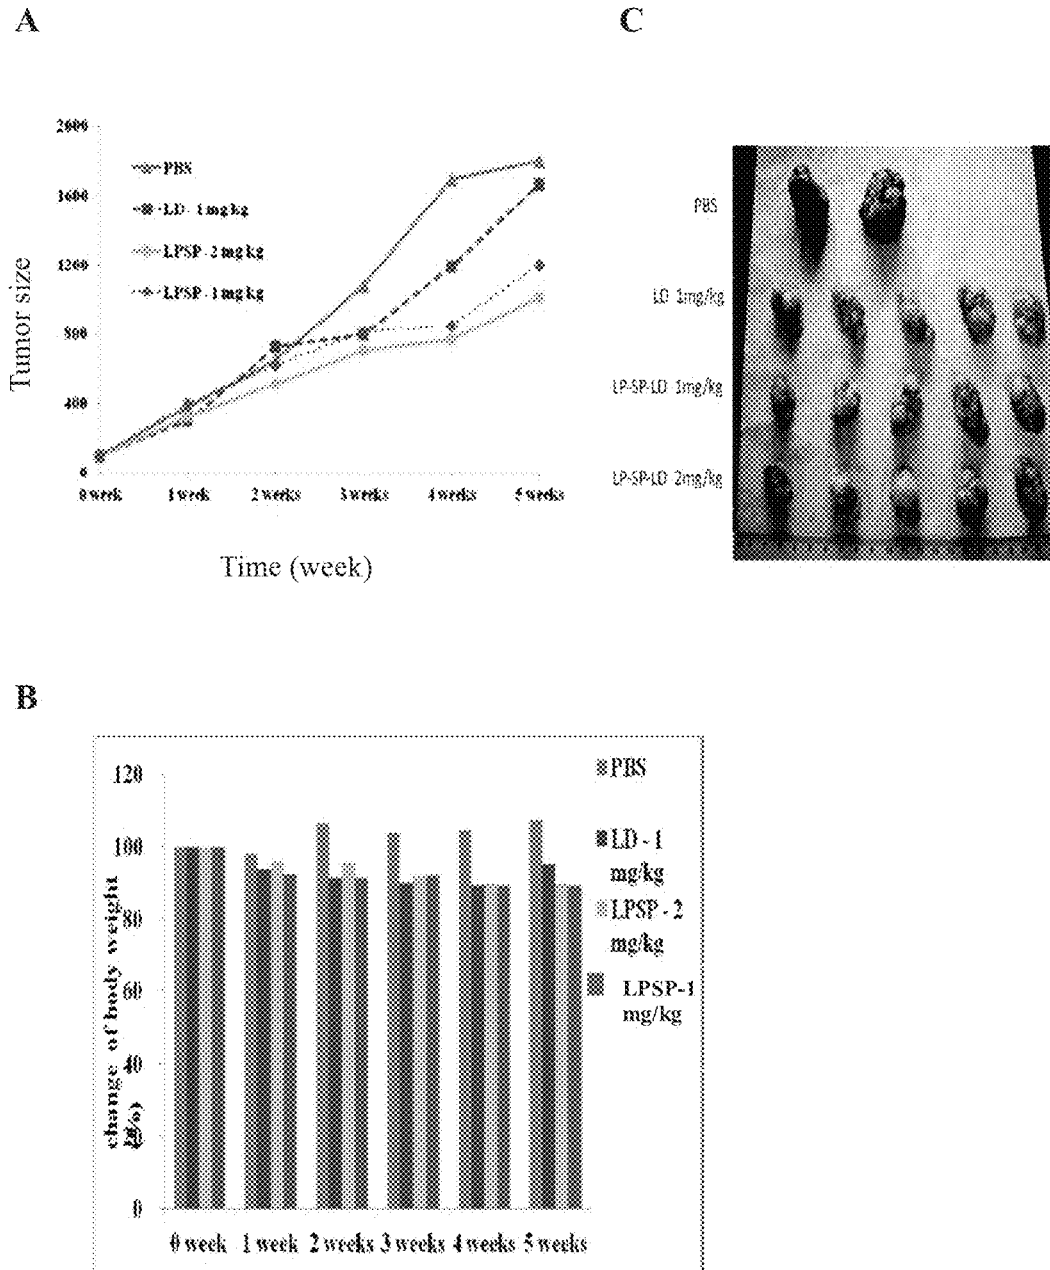 A
C
2000
1600
1200
800
400
0
PBS
LD - 1mg/kg
LPSP - 2 mg/kg
LPSP - 1mg/kg
Tumor size
0 week 1 week 2 weeks 3 weeks 4 weeks 5 weeks
Time (week)
PBS
LD 1mg/kg
LP-SP-LD 1mg/kg
LP-SP-LD 2mg/kg
B
120
100
80
60
40
20
0
change of body weight
(%)
0 week 1 week 2 weeks 3 weeks 4 weeks 5 weeks
PBS
LD - 1
mg/kg
LPSP - 2
mg/kg
LPSP-1
mg/kg